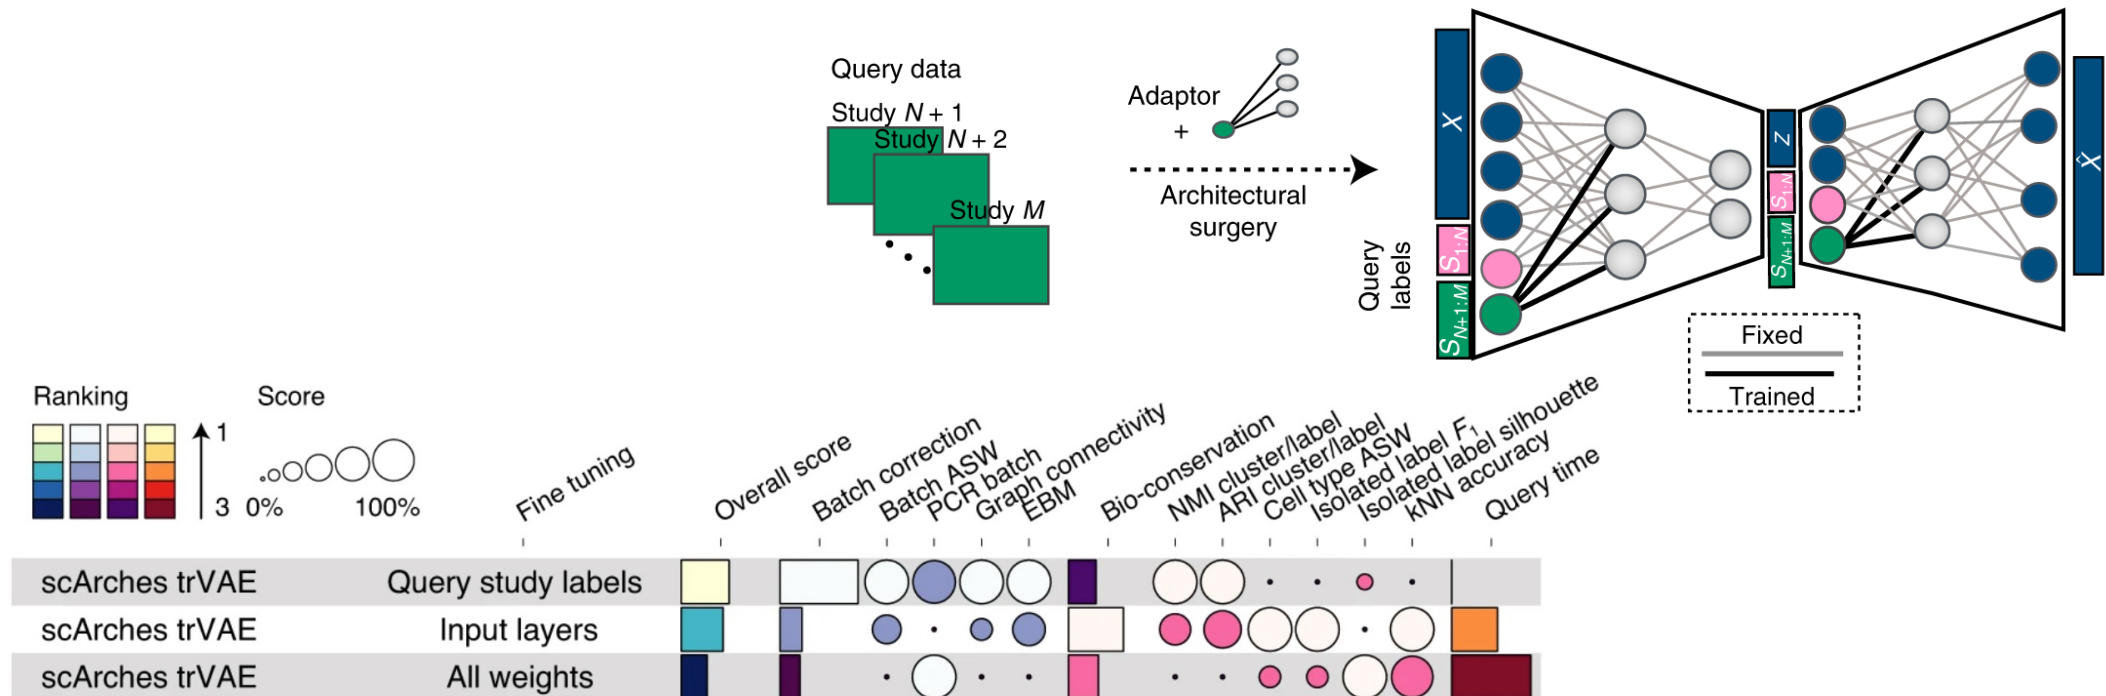 Query data
Study N + 1
Study N + 2
Study M
Adaptor
+
Architectural
surgery
Query
labels
X
S1:N
SN+1:M
Z
S1:N
SN+1:M
X̂
Fixed
Trained
Ranking
1
3
Score
0%
100%
Fine tuning
Overall score
Batch correction
Batch ASW
PCR batch
Graph connectivity
EBM
Bio-conservation
NMI cluster/label
ARI cluster/label
Cell type ASW
Isolated label F1
Isolated label silhouette
kNN accuracy
Query time
scArches trVAE Query study labels
scArches trVAE Input layers
scArches trVAE All weights